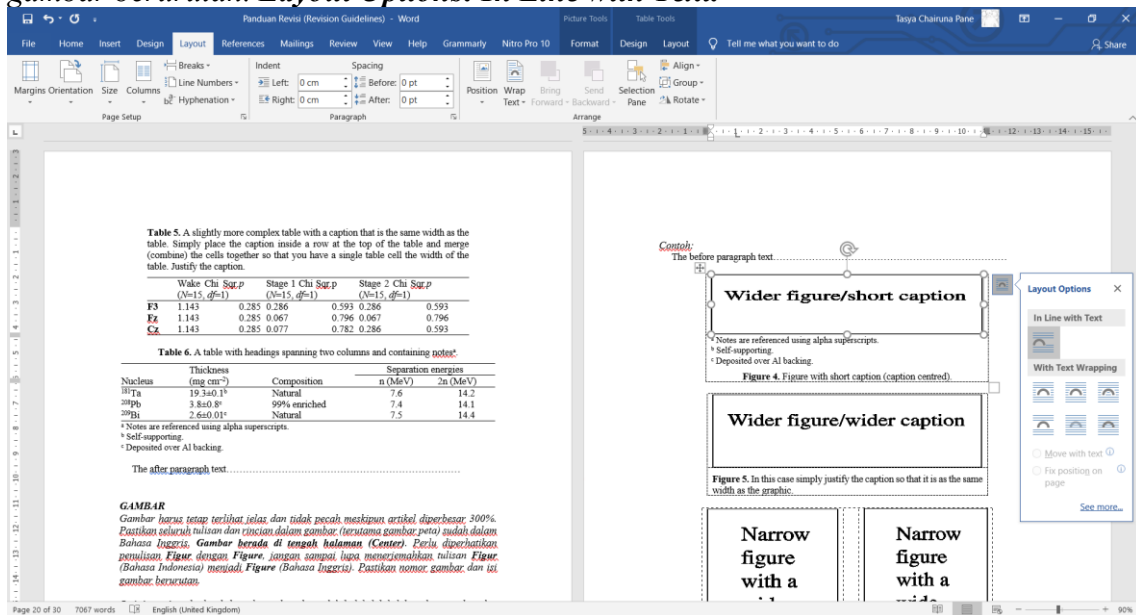 gambar berurutan. Layout Options: In Line with Text.
Panduan Revisi (Revision Guidelines) - Word
Picture Tools
Table Tools
Tasya Chairuna Pane
File Home Insert Design Layout References Mailings Review View Help Grammarly Nitro Pro 10 Format Design Layout Tell me what you want to do Share
Margins Orientation Size Columns
Breaks
Line Numbers
Hyphenation
Page Setup
Indent
Left: 0 cm
Right: 0 cm
Spacing
Before: 0 pt
After: 0 pt
Paragraph
Position
Wrap Text
Bring Forward
Send Backward
Selection Pane
Align
Group
Rotate
Arrange
Table 5. A slightly more complex table with a caption that is the same width as the
table. Simply place the caption inside a row at the top of the table and merge
(combine) the cells together so that you have a single table cell the width of the
table. Justify the caption.
Wake Chi Sqr.p Stage 1 Chi Sqr.p Stage 2 Chi Sqr.p
(N=15, df=1) (N=15, df=1) (N=15, df=1)
F3 1.143 0.285 0.286 0.593 0.286 0.593
Fz 1.143 0.285 0.067 0.796 0.067 0.796
Cz 1.143 0.285 0.077 0.782 0.286 0.593
Table 6. A table with headings spanning two columns and containing notesᵃ.
Thickness Separation energies
Nucleus (mg cm⁻²) Composition n (MeV) 2n (MeV)
¹⁸¹Ta 19.3±0.1ᵇ Natural 7.6 14.2
²⁰⁸Pb 3.8±0.8ᶜ 99% enriched 7.4 14.1
²⁰⁹Bi 2.6±0.01ᶜ Natural 7.5 14.4
ᵃ Notes are referenced using alpha superscripts.
ᵇ Self-supporting.
ᶜ Deposited over Al backing.
The after paragraph text
GAMBAR
Gambar harus tetap terlihat jelas dan tidak pecah meskipun artikel diperbesar 300%.
Pastikan seluruh tulisan dan rincian dalam gambar (terutama gambar peta) sudah dalam
Bahasa Inggris. Gambar berada di tengah halaman (Center). Perlu diperhatikan
penulisan Figur dengan Figure, jangan sampai lupa menerjemahkan tulisan Figur
(Bahasa Indonesia) menjadi Figure (Bahasa Inggris). Pastikan nomor gambar dan isi
gambar berurutan.
Contoh:
The before paragraph text
Wider figure/short caption
ᵃ Notes are referenced using alpha superscripts.
ᵇ Self-supporting.
ᶜ Deposited over Al backing.
Figure 4. Figure with short caption (caption centred).
Wider figure/wider caption
Figure 5. In this case simply justify the caption so that it is as the same
width as the graphic.
Narrow
figure
with a
Narrow
figure
with a
Layout Options
In Line with Text
With Text Wrapping
Move with text
Fix position on page
See more...
Page 20 of 30 7067 words English (United Kingdom) 90%